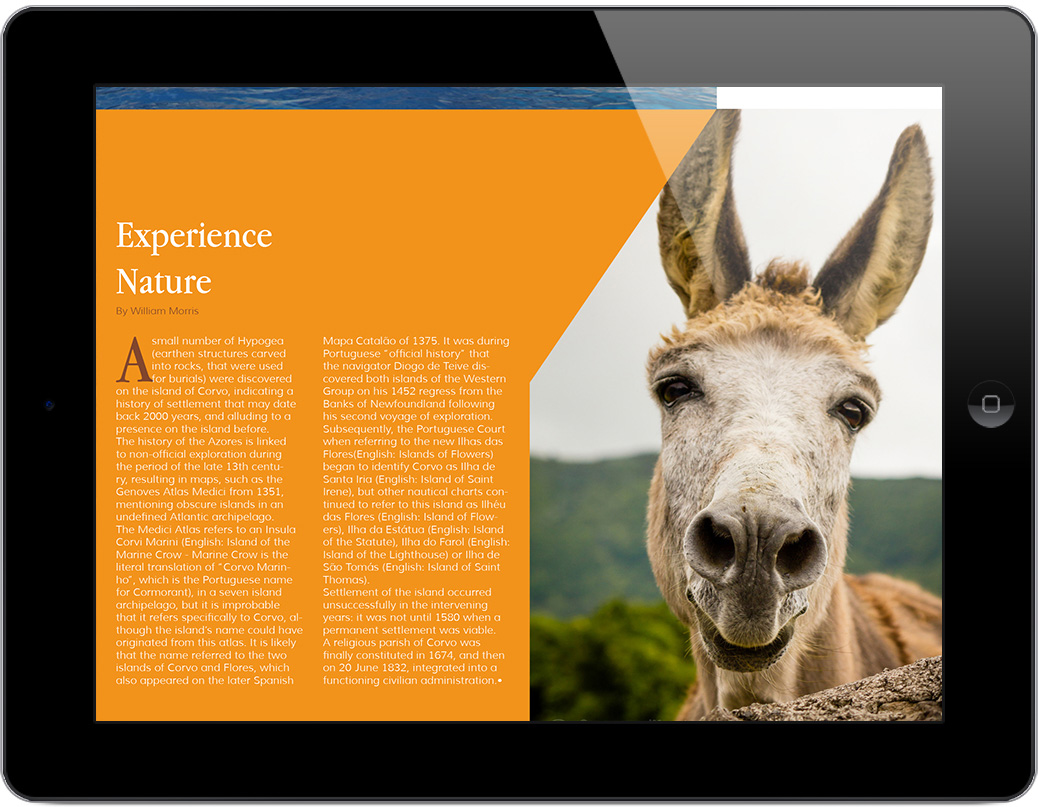 Experience
Nature
By William Morris
A small number of Hypogea
(earthen structures carved
into rocks, that were used
for burials) were discovered
on the island of Corvo, indicating a
history of settlement that may date
back 2000 years, and alluding to a
presence on the island before.
The history of the Azores is linked
to non-official exploration during
the period of the late 13th centu-
ry, resulting in maps, such as the
Genoves Atlas Medici from 1351,
mentioning obscure islands in an
undefined Atlantic archipelago.
The Medici Atlas refers to an Insula
Corvi Marini (English: Island of the
Marine Crow - Marine Crow is the
literal translation of "Corvo Marin-
ho", which is the Portuguese name
for Cormorant), in a seven island
archipelago, but it is improbable
that it refers specifically to Corvo, al-
though the island's name could have
originated from this atlas. It is likely
that the name referred to the two
islands of Corvo and Flores, which
also appeared on the later Spanish
Mapa Catalão of 1375. It was during
Portuguese "official history" that
the navigator Diogo de Teive dis-
covered both islands of the Western
Group on his 1452 regress from the
Banks of Newfoundland following
his second voyage of exploration.
Subsequently, the Portuguese Court
when referring to the new Ilhas das
Flores(English: Islands of Flowers)
began to identify Corvo as Ilha de
Santa Iria (English: Island of Saint
Irene), but other nautical charts con-
tinued to refer to this island as Ilhéu
das Flores (English: Island of Flow-
ers), Ilha da Estátua (English: Island
of the Statute), Ilha do Farol (English:
Island of the Lighthouse) or Ilha de
São Tomás (English: Island of Saint
Thomas).
Settlement of the island occurred
unsuccessfully in the intervening
years: it was not until 1580 when a
permanent settlement was viable.
A religious parish of Corvo was
finally constituted in 1674, and then
on 20 June 1832, integrated into a
functioning civilian administration.▪